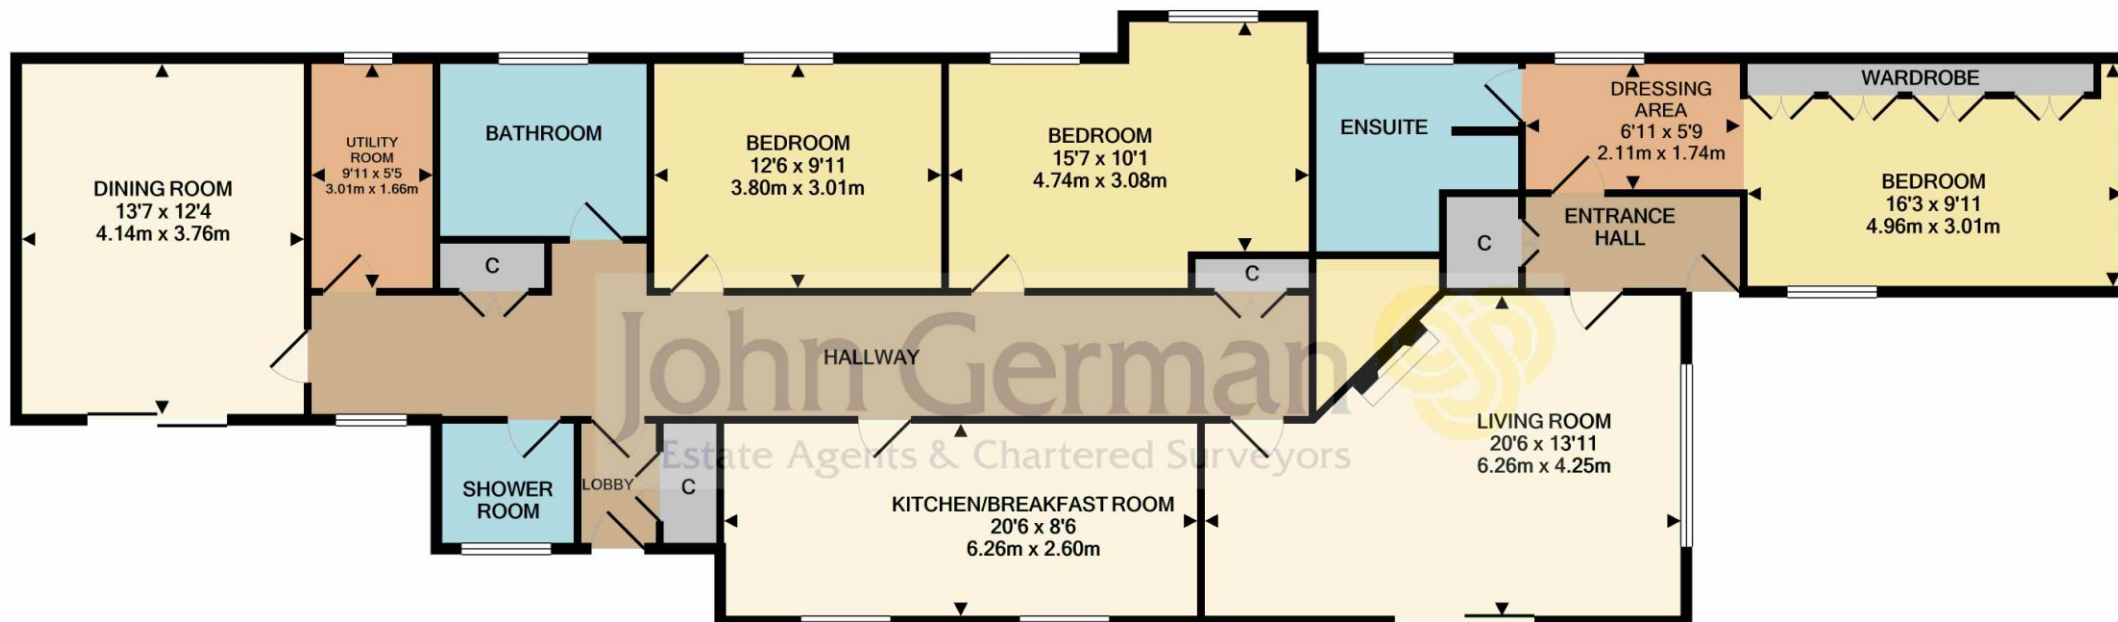 DINING ROOM
13'7 x 12'4
4.14m x 3.76m
UTILITY
ROOM
9'11 x 5'5
3.01m x 1.66m
BATHROOM
C
BEDROOM
12'6 x 9'11
3.80m x 3.01m
BEDROOM
15'7 x 10'1
4.74m x 3.08m
C
ENSUITE
DRESSING
AREA
6'11 x 5'9
2.11m x 1.74m
WARDROBE
BEDROOM
16'3 x 9'11
4.96m x 3.01m
C
ENTRANCE
HALL
HALLWAY
John German
Estate Agents & Chartered Surveyors
SHOWER
ROOM
LOBBY
C
KITCHEN/BREAKFAST ROOM
20'6 x 8'6
6.26m x 2.60m
LIVING ROOM
20'6 x 13'11
6.26m x 4.25m